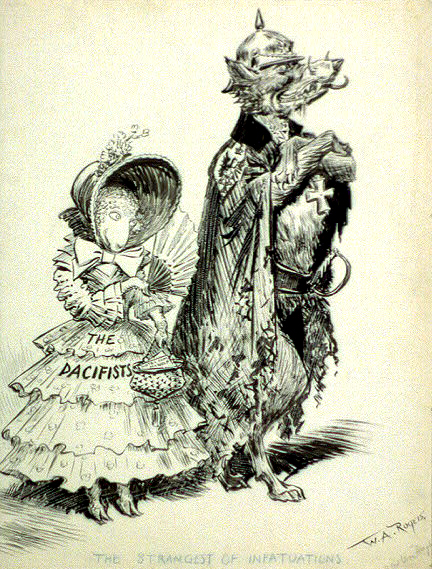 THE
PACIFISTS
W.A. Rogers
THE STRANGEST OF INFATUATIONS